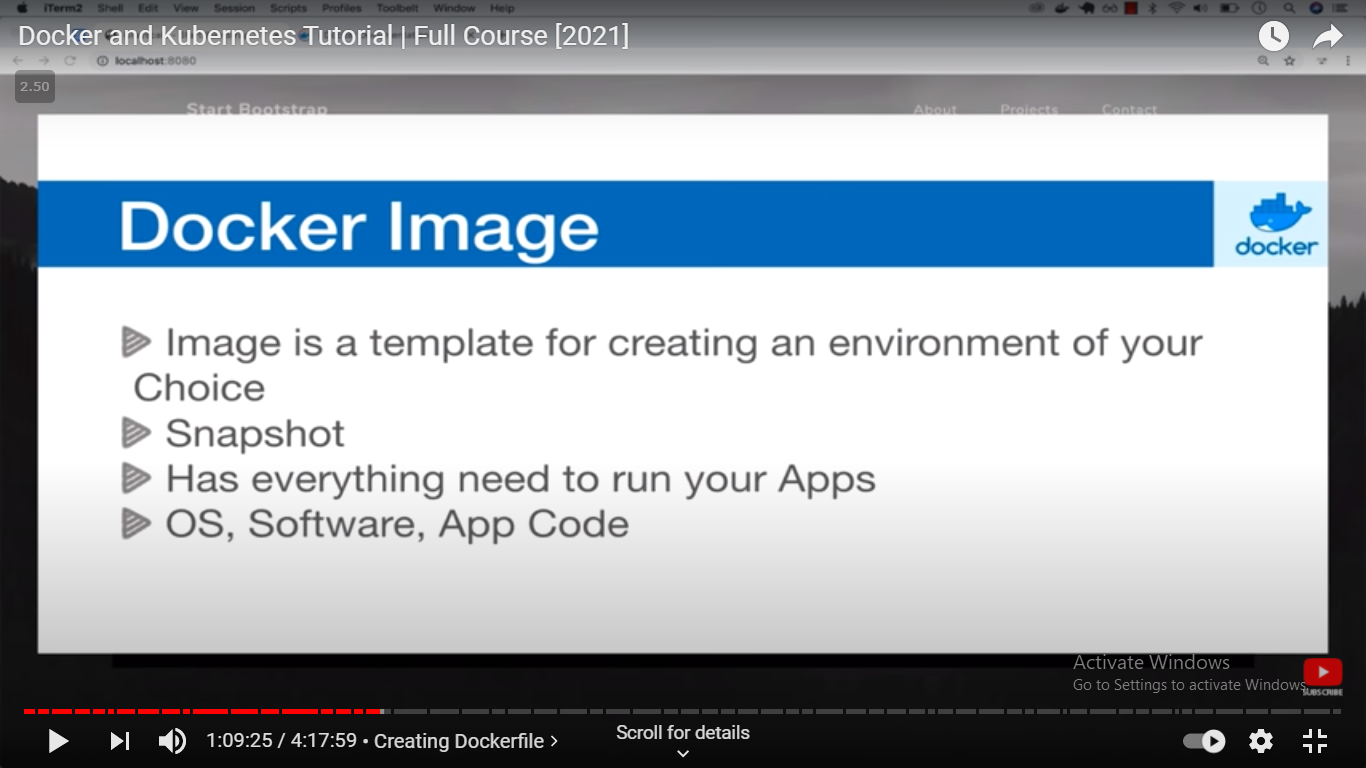 iTerm2 Shell Edit View Session Scripts Profiles Toolbelt Window Help
Docker and Kubernetes Tutorial | Full Course [2021]
localhost:8080
2.50
Start Bootstrap About Projects Contact
Docker Image
docker
Image is a template for creating an environment of your
Choice
Snapshot
Has everything need to run your Apps
OS, Software, App Code
Activate Windows
Go to Settings to activate Windows.
SUBSCRIBE
1:09:25 / 4:17:59 • Creating Dockerfile >
Scroll for details